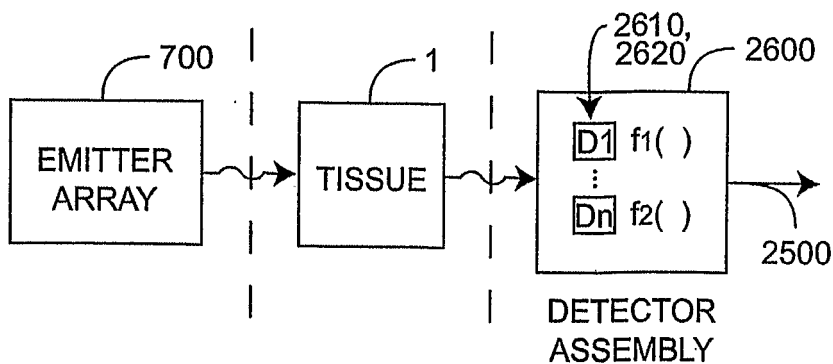 700
1
2610,
2620
2600
EMITTER
ARRAY
TISSUE
D1 f1( )
⋮
Dn f2( )
2500
DETECTOR
ASSEMBLY